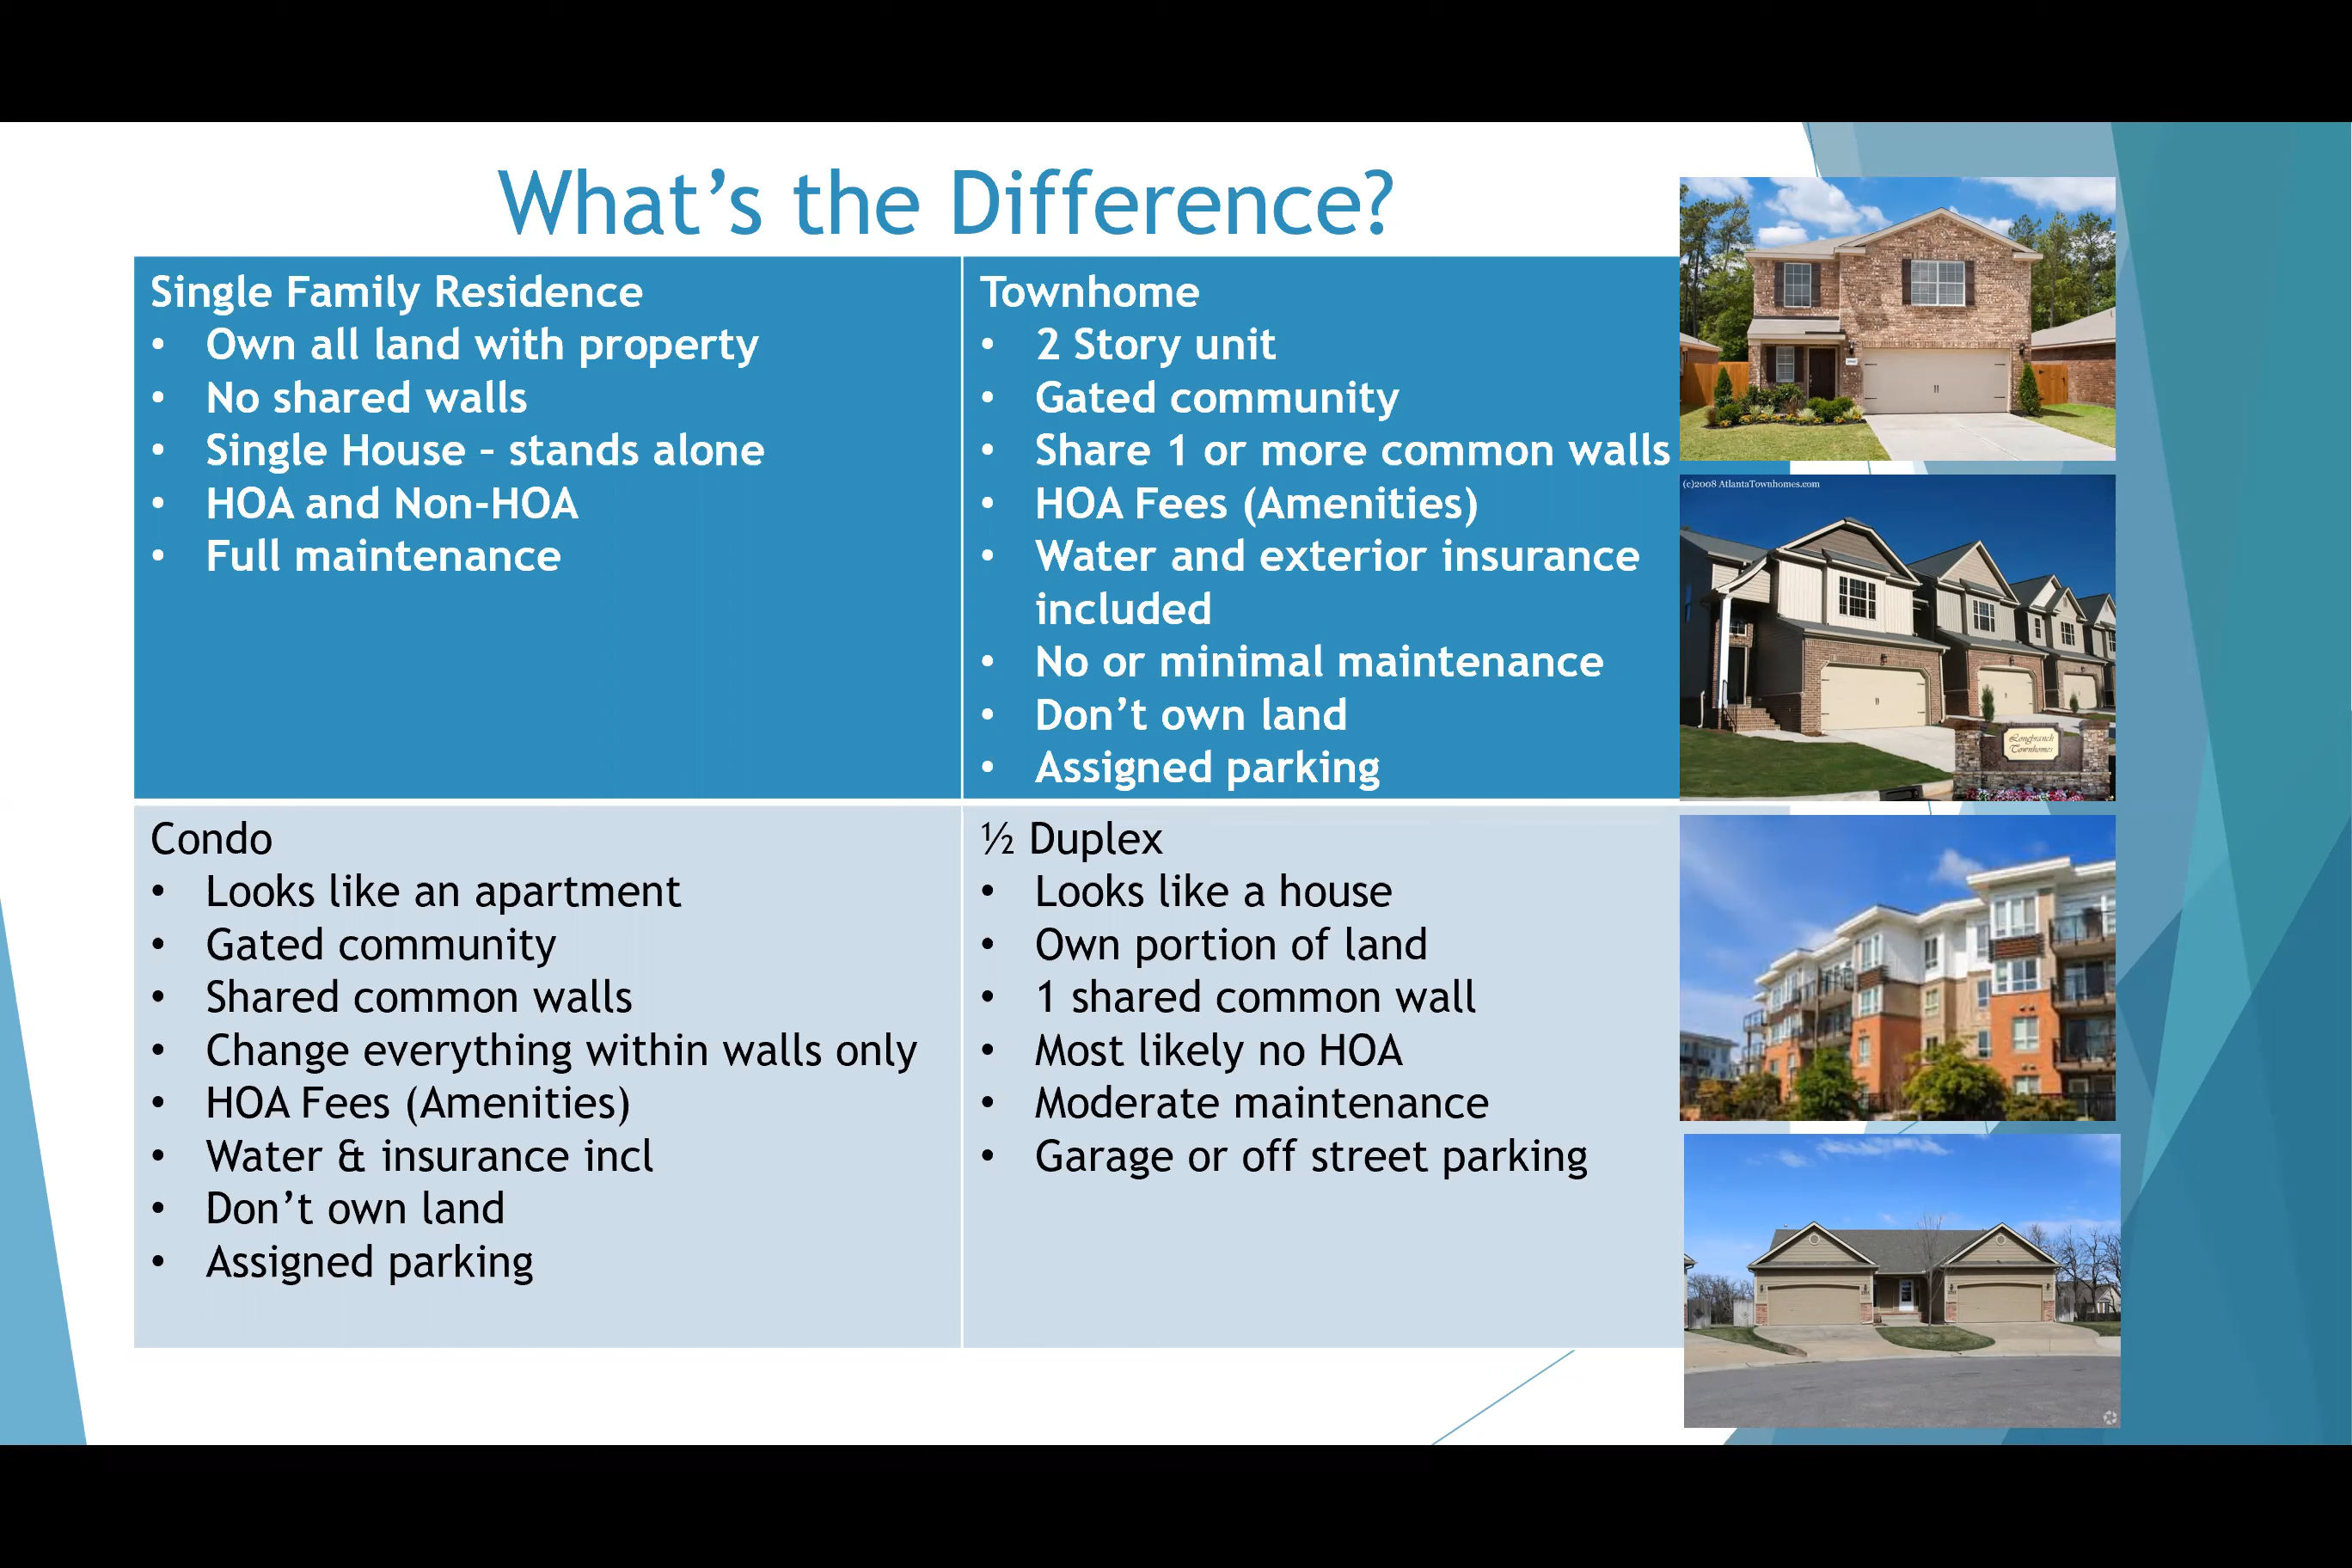 What’s the Difference?
Single Family Residence
• Own all land with property
• No shared walls
• Single House – stands alone
• HOA and Non-HOA
• Full maintenance
Townhome
• 2 Story unit
• Gated community
• Share 1 or more common walls
• HOA Fees (Amenities)
• Water and exterior insurance
included
• No or minimal maintenance
• Don’t own land
• Assigned parking
Condo
• Looks like an apartment
• Gated community
• Shared common walls
• Change everything within walls only
• HOA Fees (Amenities)
• Water & insurance incl
• Don’t own land
• Assigned parking
½ Duplex
• Looks like a house
• Own portion of land
• 1 shared common wall
• Most likely no HOA
• Moderate maintenance
• Garage or off street parking
(c)2008 AtlantaTownhomes.com
Longbranch
Townhomes